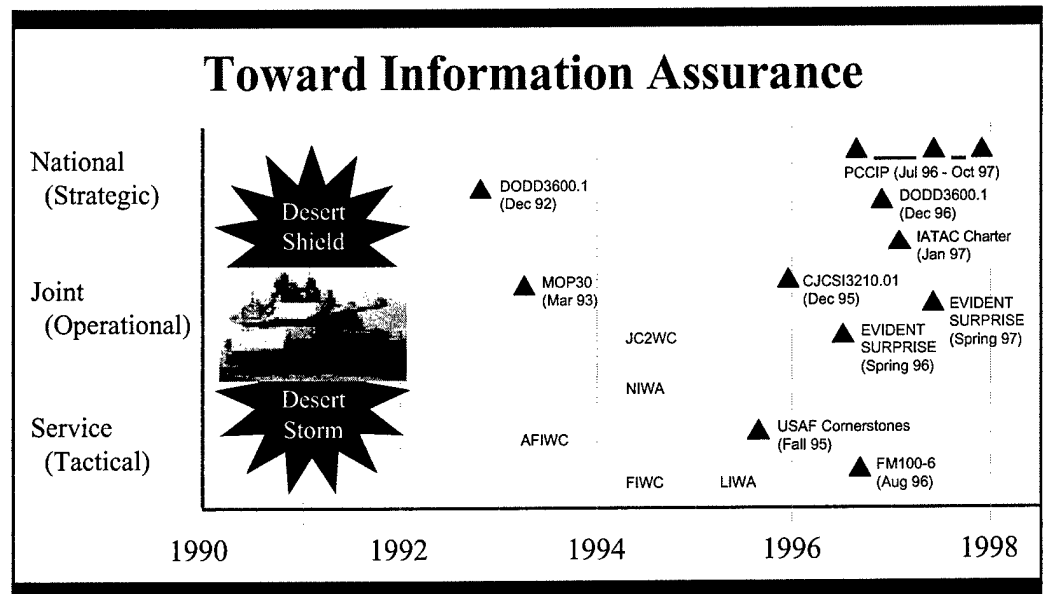 Toward Information Assurance
National
(Strategic)
Desert
Shield
DODD3600.1
(Dec 92)
PCCIP (Jul 96 - Oct 97)
DODD3600.1
(Dec 96)
IATAC Charter
(Jan 97)
Joint
(Operational)
MOP30
(Mar 93)
CJCSI3210.01
(Dec 95)
EVIDENT
SURPRISE
(Spring 97)
EVIDENT
SURPRISE
(Spring 96)
JC2WC
NIWA
Service
(Tactical)
Desert
Storm
AFIWC
USAF Cornerstones
(Fall 95)
FM100-6
(Aug 96)
FIWC
LIWA
1990
1992
1994
1996
1998